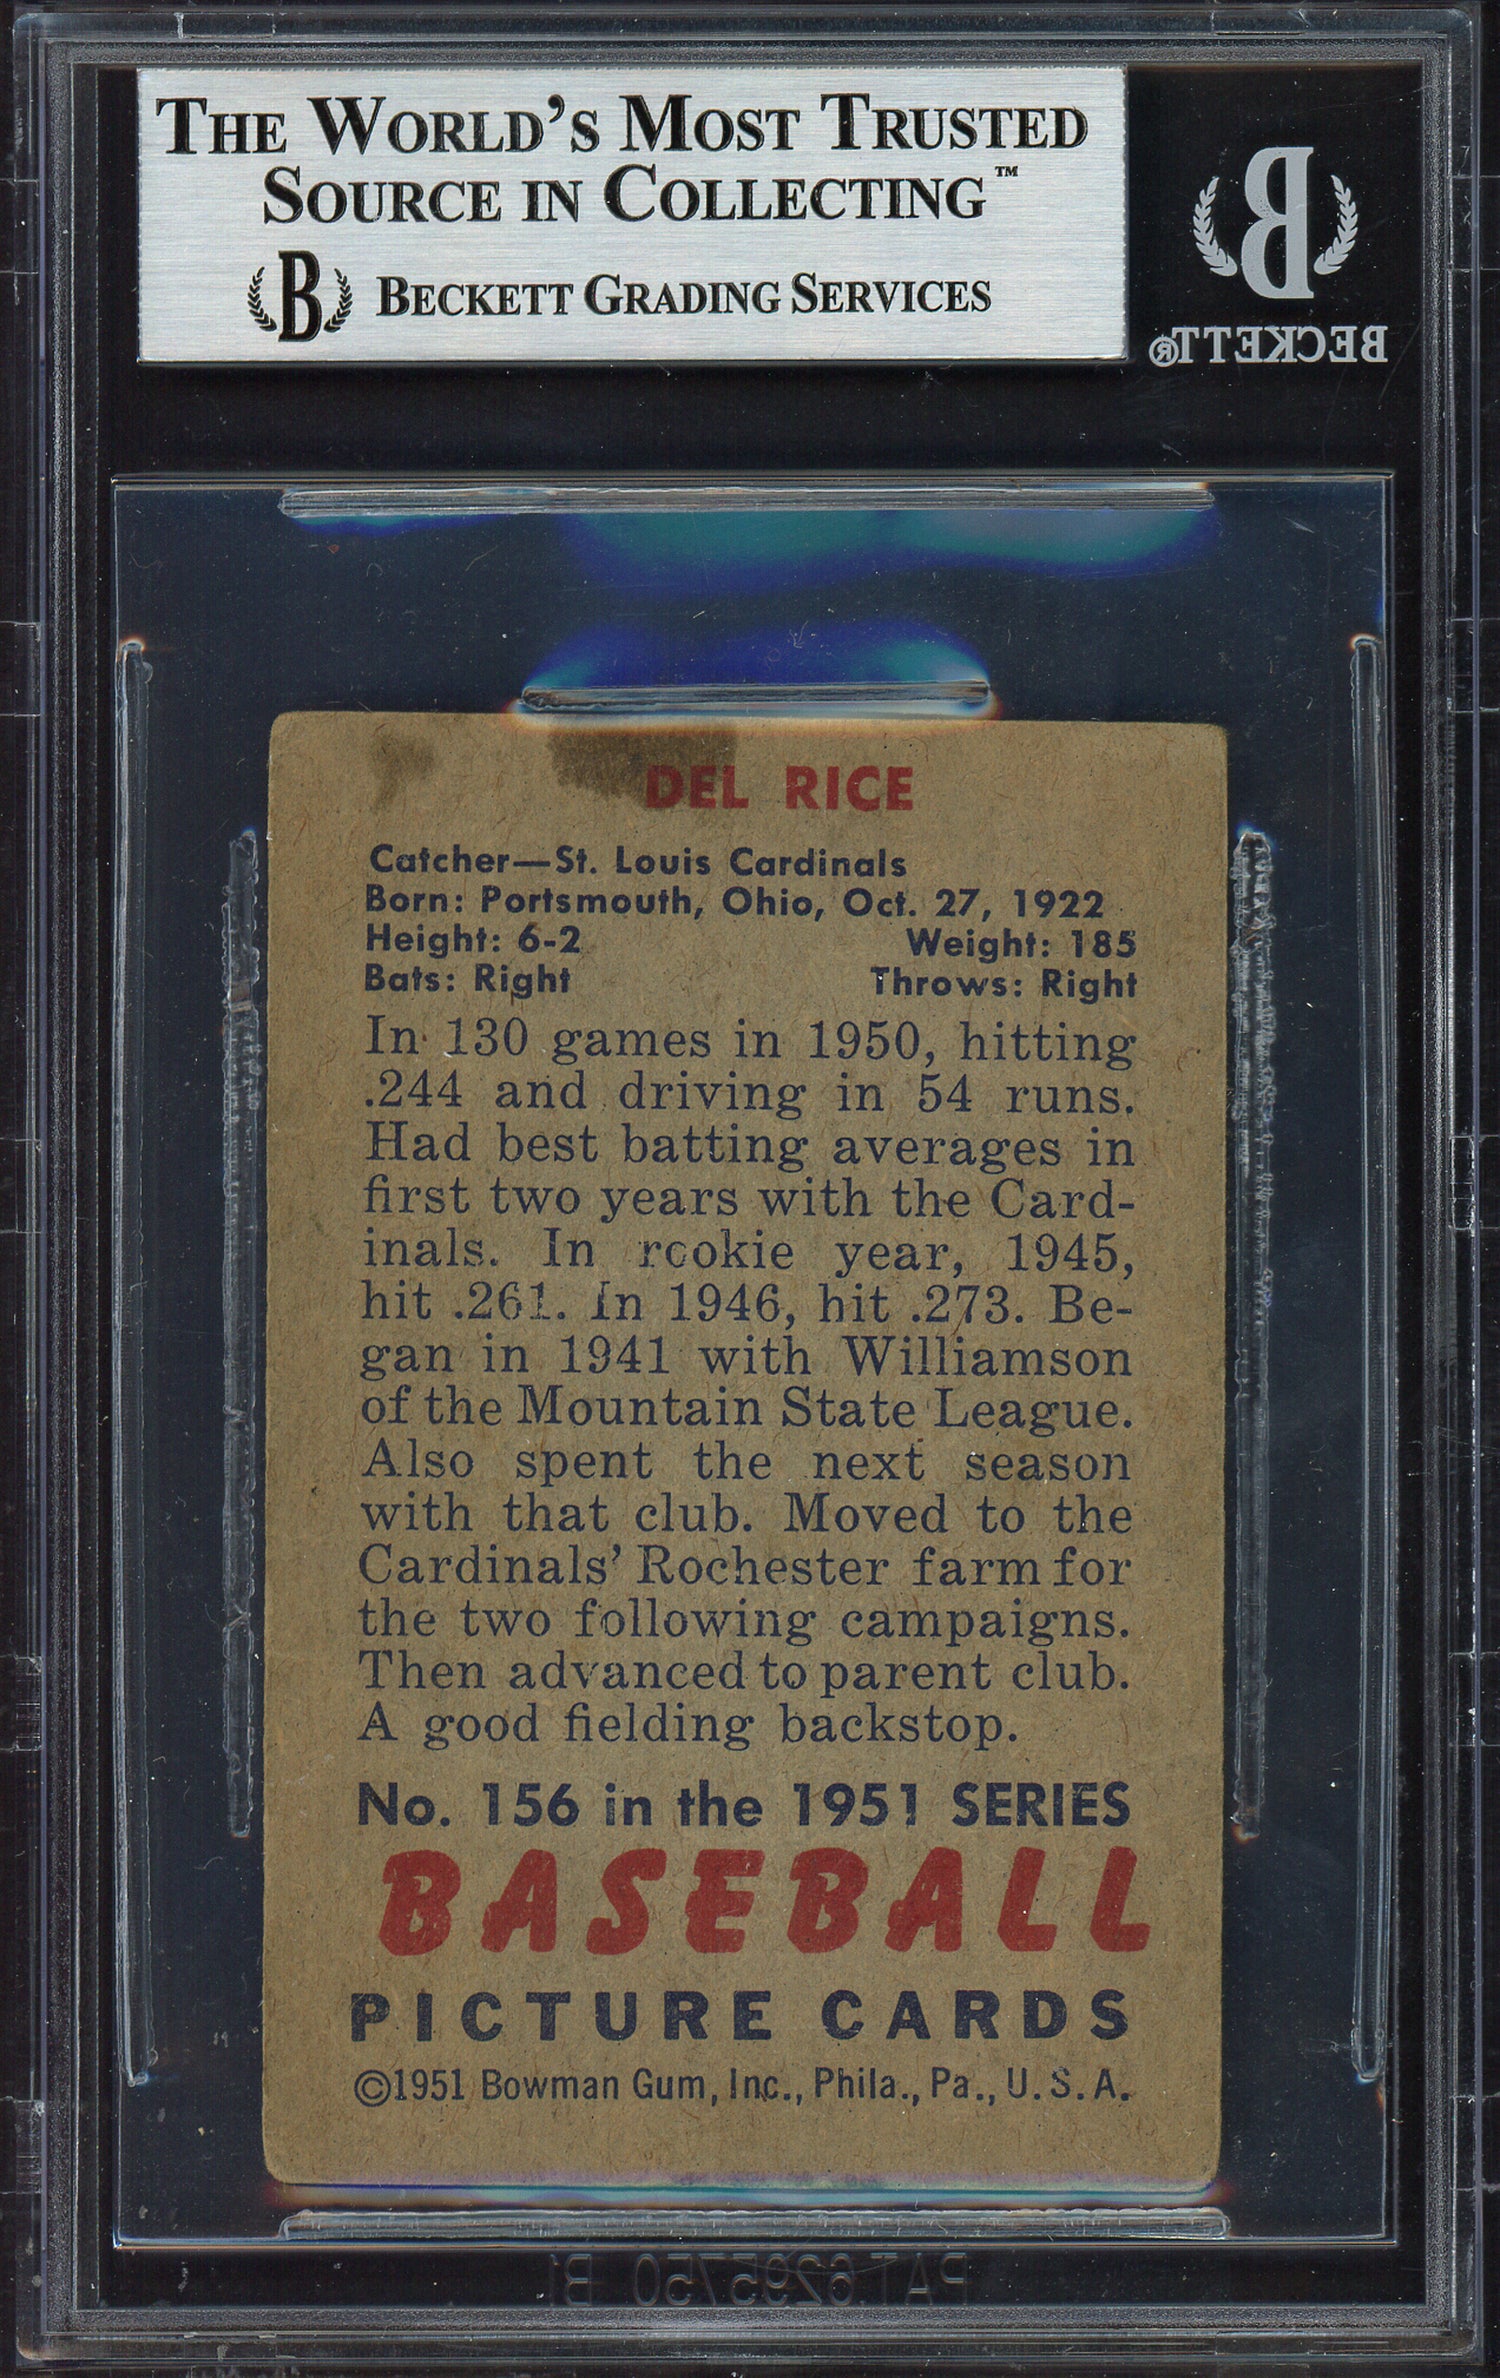 THE WORLD'S MOST TRUSTED
SOURCE IN COLLECTING™
B BECKETT GRADING SERVICES
B
BECKETT®
DEL RICE
Catcher—St. Louis Cardinals
Born: Portsmouth, Ohio, Oct. 27, 1922
Height: 6-2 Weight: 185
Bats: Right Throws: Right
In 130 games in 1950, hitting
.244 and driving in 54 runs.
Had best batting averages in
first two years with the Card-
inals. In rookie year, 1945,
hit .261. In 1946, hit .273. Be-
gan in 1941 with Williamson
of the Mountain State League.
Also spent the next season
with that club. Moved to the
Cardinals' Rochester farm for
the two following campaigns.
Then advanced to parent club.
A good fielding backstop.
No. 156 in the 1951 SERIES
BASEBALL
PICTURE CARDS
©1951 Bowman Gum, Inc., Phila., Pa., U.S.A.
PAT.6295750 B1